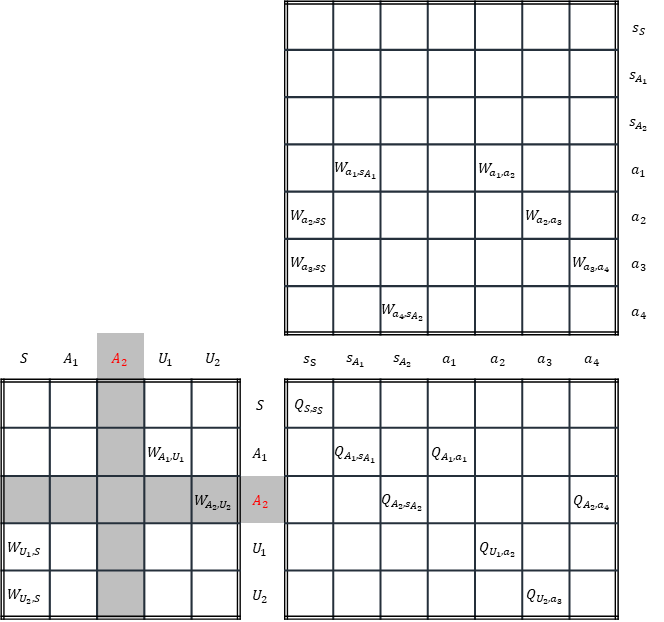 s_S
s_{A_1}
s_{A_2}
W_{a_1,s_{A_1}} W_{a_1,a_2} a_1
W_{a_2,s_S} W_{a_2,a_3} a_2
W_{a_3,s_S} W_{a_3,a_4} a_3
W_{a_4,s_{A_2}} a_4
S A_1 A_2 U_1 U_2 s_S s_{A_1} s_{A_2} a_1 a_2 a_3 a_4
S Q_{S,s_S}
W_{A_1,U_1} A_1 Q_{A_1,s_{A_1}} Q_{A_1,a_1}
W_{A_2,U_2} A_2 Q_{A_2,s_{A_2}} Q_{A_2,a_4}
W_{U_1,S} U_1 Q_{U_1,a_2}
W_{U_2,S} U_2 Q_{U_2,a_3}